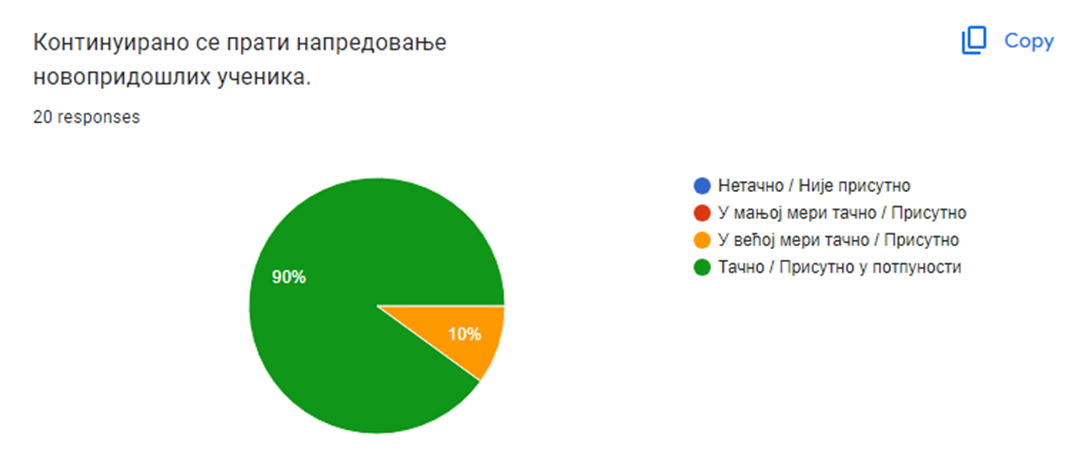 Континуирано се прати напредовање
новопридошлих ученика.
Copy
20 responses
Нетачно / Није присутно
У мањој мери тачно / Присутно
У већој мери тачно / Присутно
Тачно / Присутно у потпуности
90%
10%